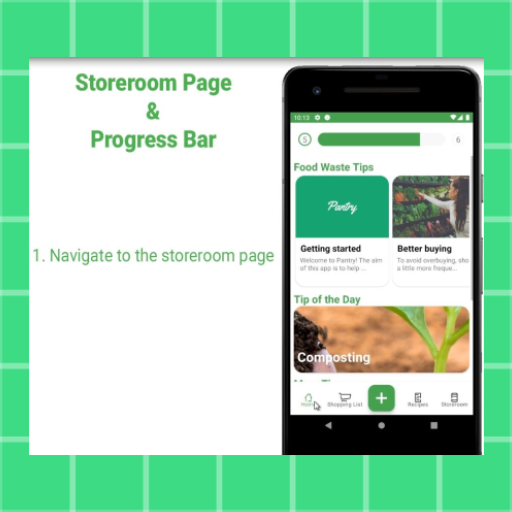 Storeroom Page
&
Progress Bar
1. Navigate to the storeroom page
10:13
5
6
Food Waste Tips
Pantry
Getting started
Welcome to Pantry! The aim
of this app is to help ...
Better buying
To avoid overbuying, sho
a little more freque...
Tip of the Day
Composting
Home
Shopping List
+
Recipes
Storeroom